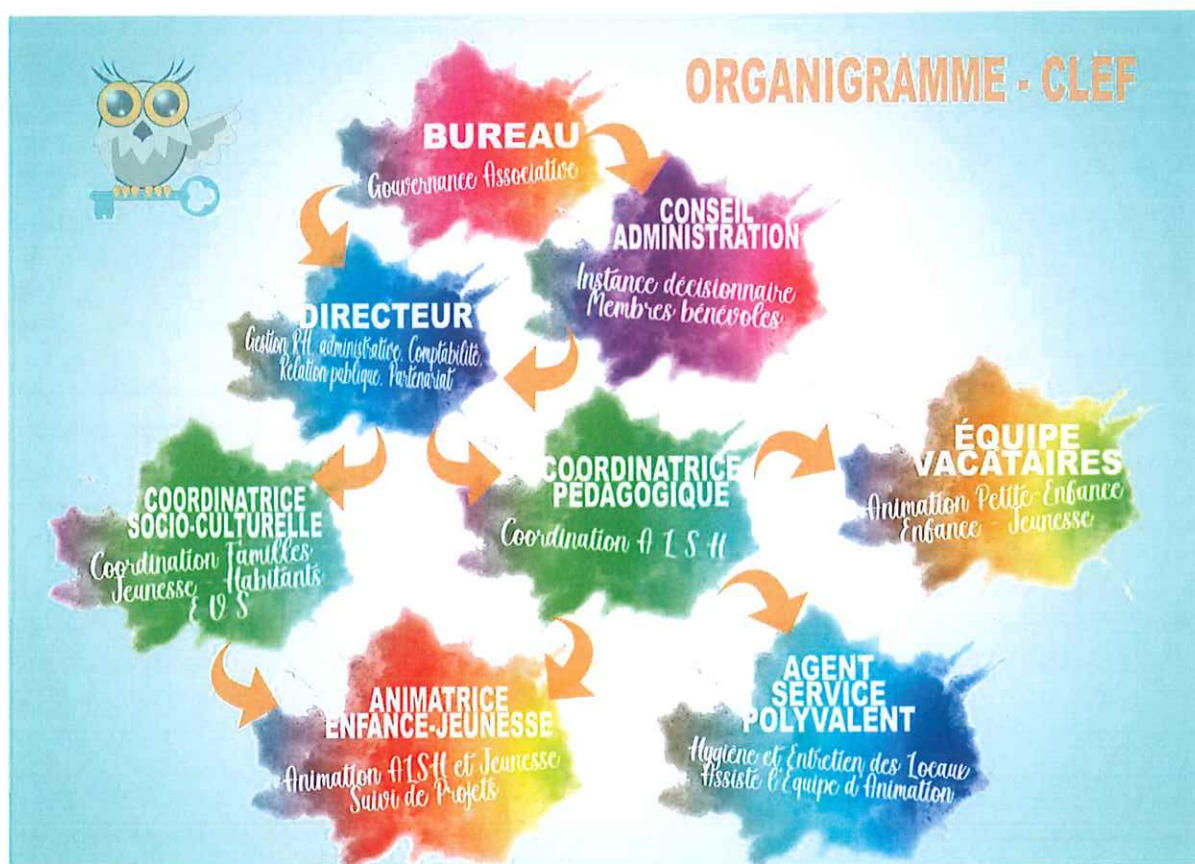 ORGANIGRAMME - CLEF
BUREAU
Gouvernance Associative
CONSEIL
ADMINISTRATION
Instance décisionnaire
Membres bénévoles
DIRECTEUR
Gestion RH, administrative, Comptabilité,
Relation publique, Partenariat
COORDINATRICE
SOCIO-CULTURELLE
Coordination Familles
Jeunesse - Habitants
E V S
COORDINATRICE
PÉDAGOGIQUE
Coordination A L S H
ÉQUIPE
VACATAIRES
Animation Petite-Enfance
Enfance - Jeunesse
ANIMATRICE
ENFANCE-JEUNESSE
Animation ALSH et Jeunesse
Suivi de Projets
AGENT
SERVICE
POLYVALENT
Hygiène et Entretien des Locaux
Assiste l'Équipe d'Animation